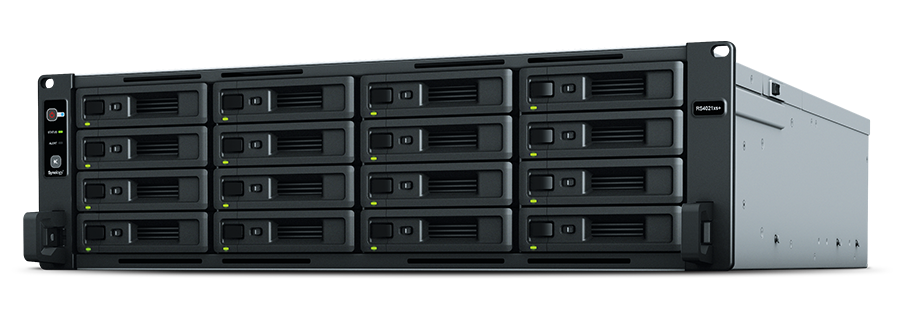 STATUS
ALERT
Synology
RS4021xs+